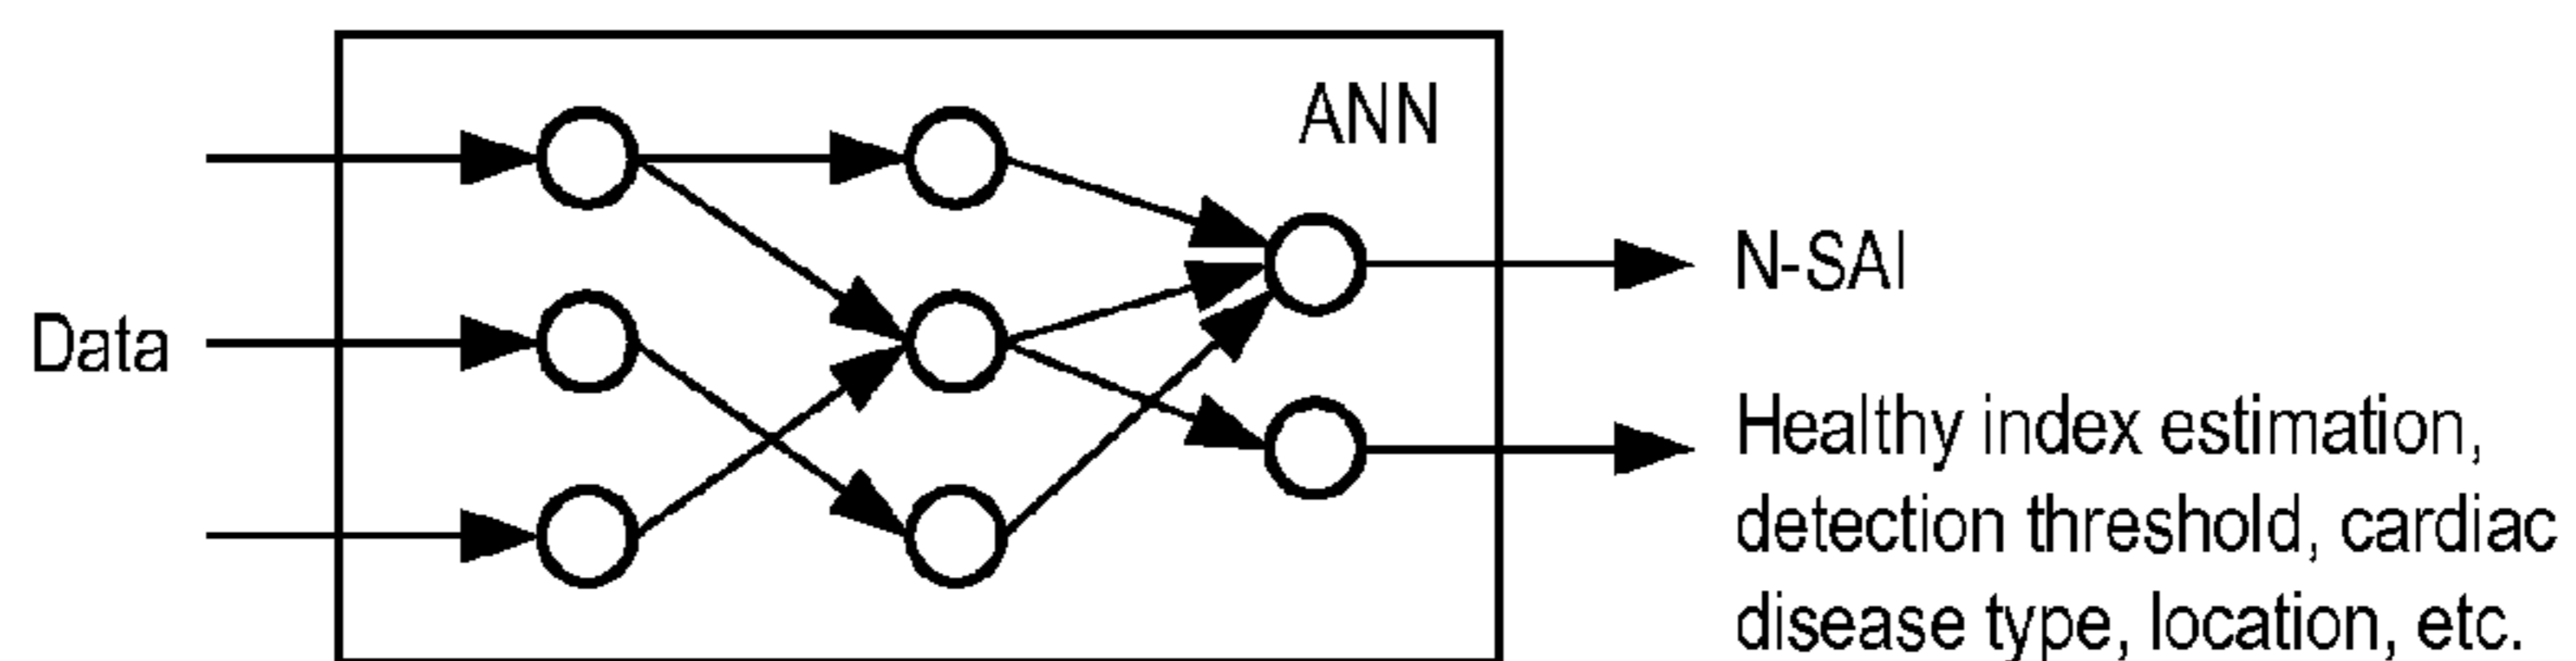 ANN
Data
N-SAI
Healthy index estimation,
detection threshold, cardiac
disease type, location, etc.